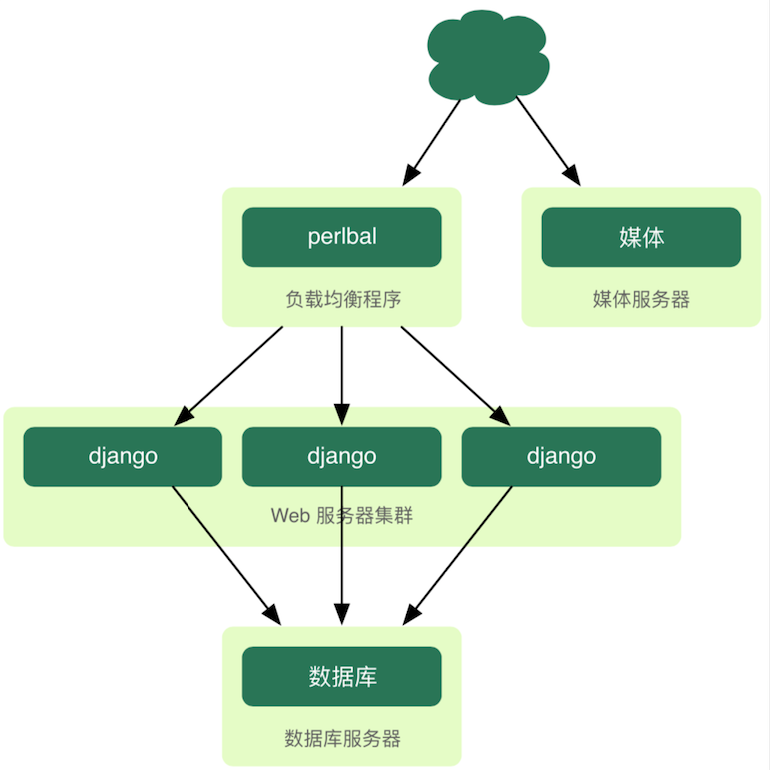 perlbal
媒体
负载均衡程序
媒体服务器
django
django
django
Web 服务器集群
数据库
数据库服务器